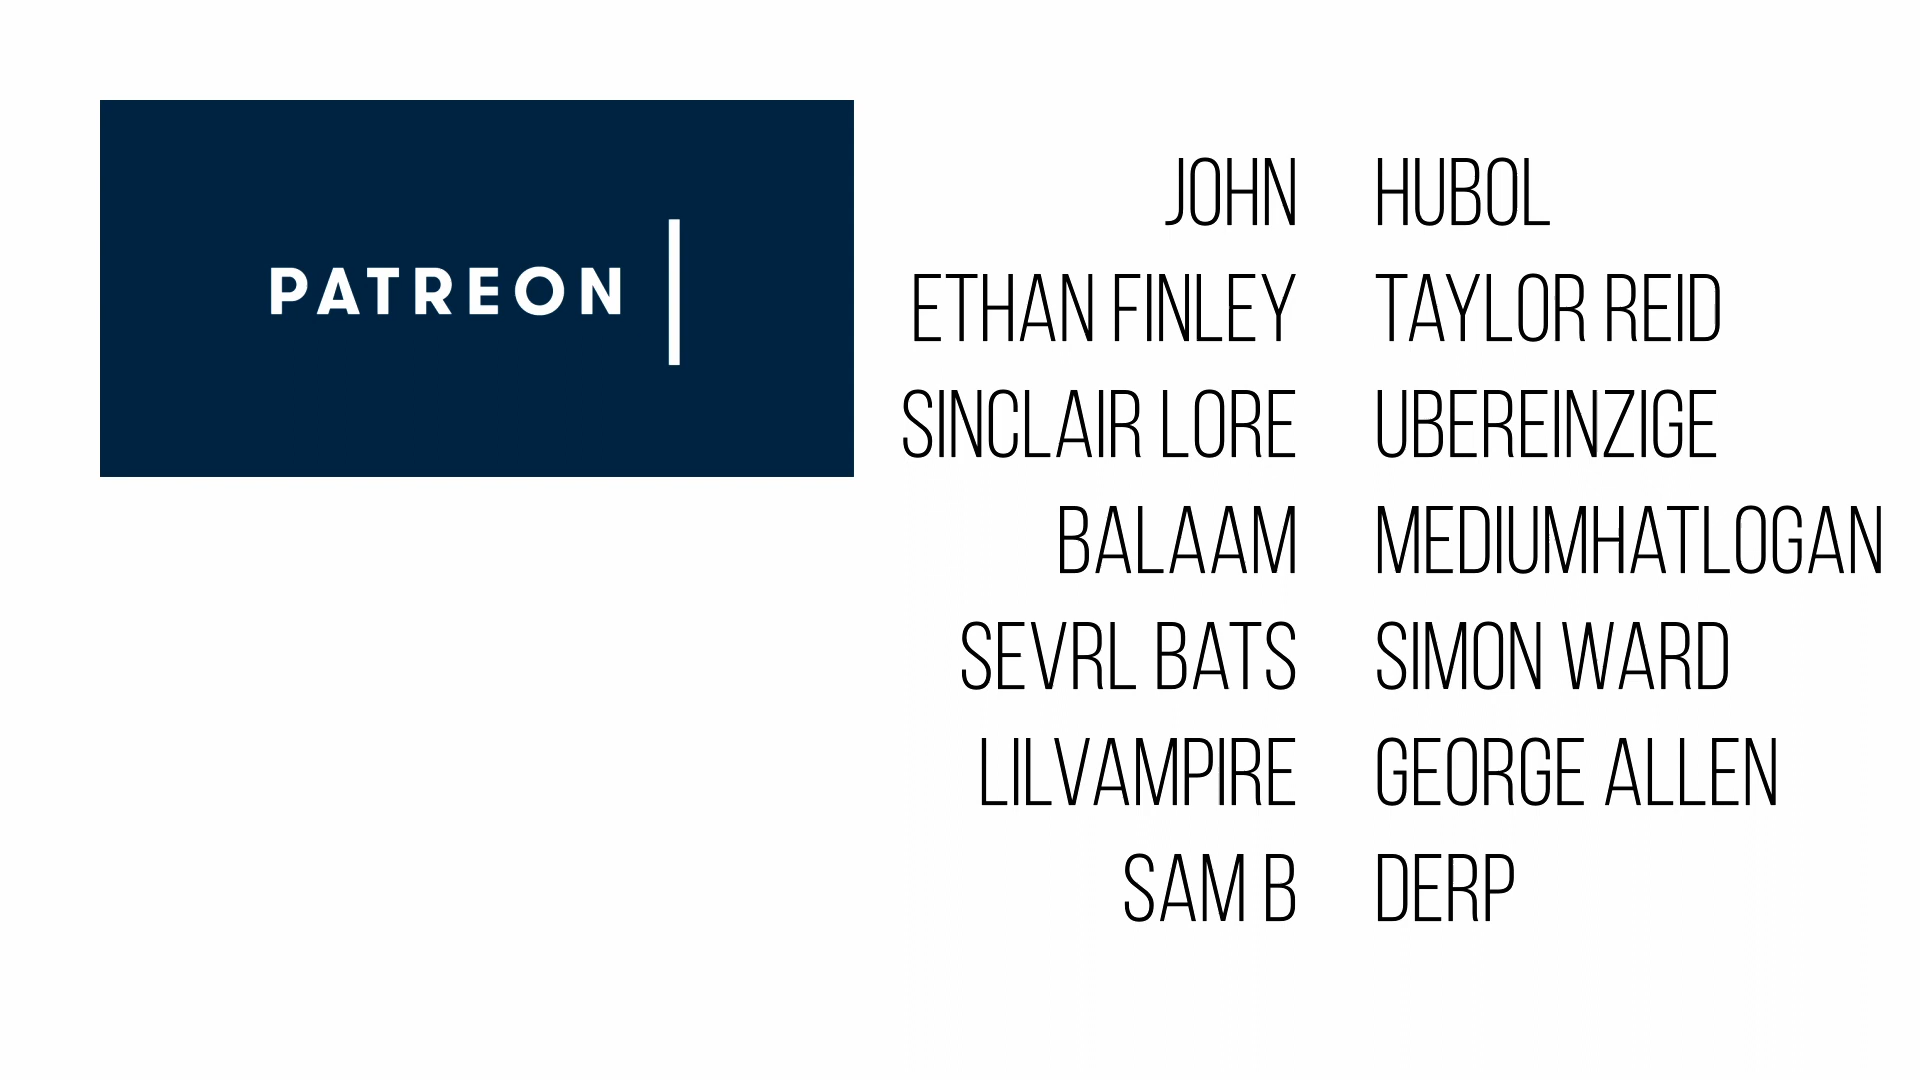 PATREON
JOHN HUBOL
ETHAN FINLEY TAYLOR REID
SINCLAIR LORE UBEREINZIGE
BALAAM MEDIUMHATLOGAN
SEVRL BATS SIMON WARD
LILVAMPIRE GEORGE ALLEN
SAM B DERP